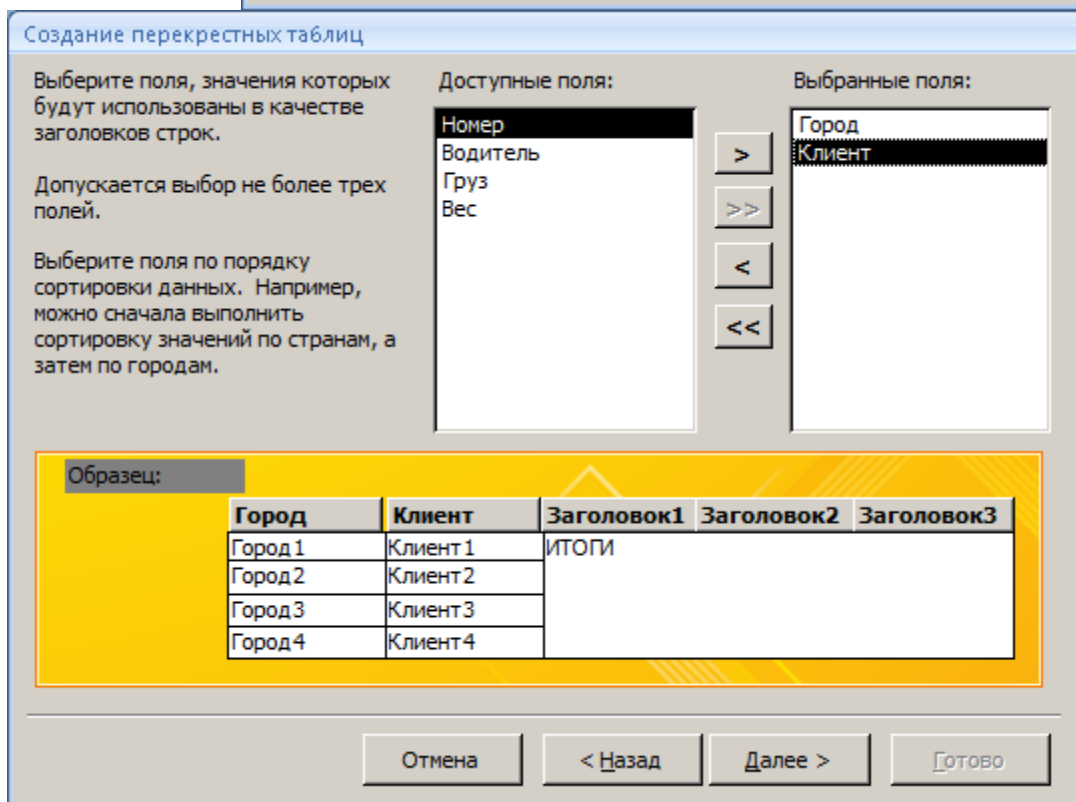 Создание перекрестных таблиц
Выберите поля, значения которых
будут использованы в качестве
заголовков строк.
Допускается выбор не более трех
полей.
Выберите поля по порядку
сортировки данных. Например,
можно сначала выполнить
сортировку значений по странам, а
затем по городам.
Доступные поля:
Номер
Водитель
Груз
Вес
>
>>
<
<<
Выбранные поля:
Город
Клиент
Образец:
Город Клиент Заголовок1 Заголовок2 Заголовок3
Город1 Клиент1 ИТОГИ
Город2 Клиент2
Город3 Клиент3
Город4 Клиент4
Отмена < Назад Далее > Готово